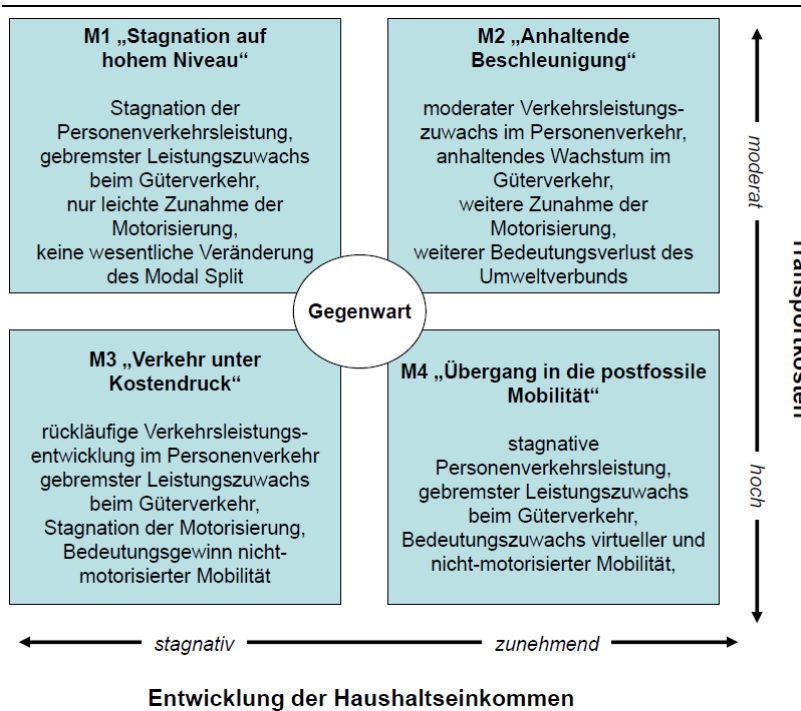 M1 „Stagnation auf
hohem Niveau“
Stagnation der
Personenverkehrsleistung,
gebremster Leistungszuwachs
beim Güterverkehr,
nur leichte Zunahme der
Motorisierung,
keine wesentliche Veränderung
des Modal Split
M2 „Anhaltende
Beschleunigung“
moderater Verkehrsleistungs-
zuwachs im Personenverkehr,
anhaltendes Wachstum im
Güterverkehr,
weitere Zunahme der
Motorisierung,
weiterer Bedeutungsverlust des
Umweltverbunds
Gegenwart
M3 „Verkehr unter
Kostendruck“
rückläufige Verkehrsleistungs-
entwicklung im Personenverkehr
gebremster Leistungszuwachs
beim Güterverkehr,
Stagnation der Motorisierung,
Bedeutungsgewinn nicht-
motorisierter Mobilität
M4 „Übergang in die postfossile
Mobilität“
stagnative
Personenverkehrsleistung,
gebremster Leistungszuwachs
beim Güterverkehr,
Bedeutungszuwachs virtueller und
nicht-motorisierter Mobilität,
moderat
hoch
Transportkosten
stagnativ
zunehmend
Entwicklung der Haushaltseinkommen